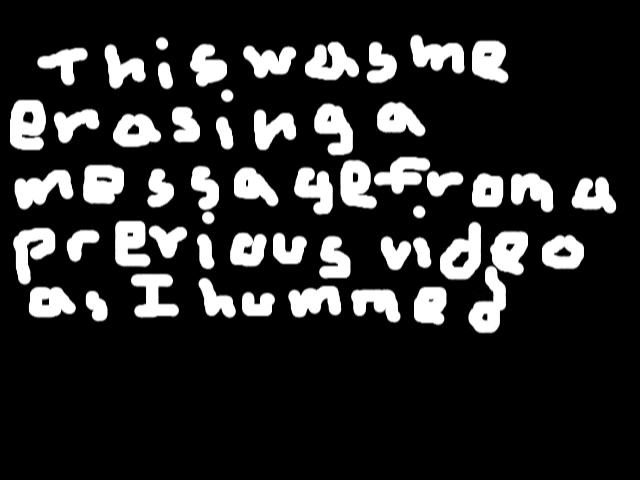 This was me
erasing a
message from a
previous video
as I hummed